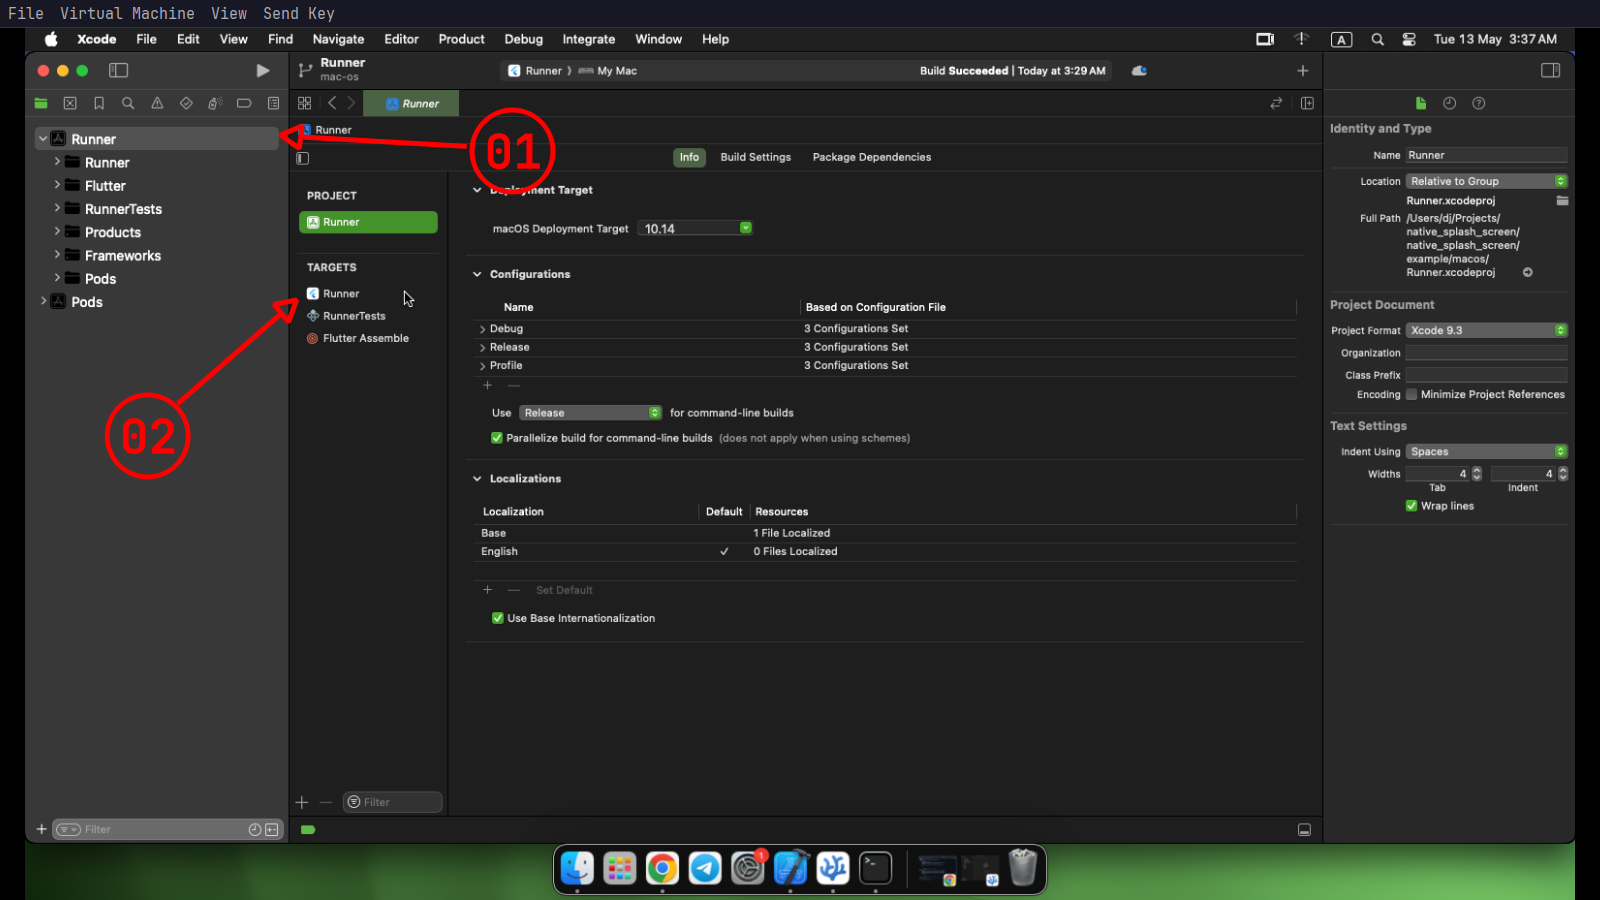 File Virtual Machine View Send Key
Xcode File Edit View Find Navigate Editor Product Debug Integrate Window Help
A
Tue 13 May 3:37 AM
Runner
mac-os
Runner ⟩ My Mac
Build Succeeded | Today at 3:29 AM
Runner
Runner
01
Info Build Settings Package Dependencies
Runner
Runner
Flutter
RunnerTests
Products
Frameworks
Pods
Pods
02
Filter
PROJECT
Runner
TARGETS
Runner
RunnerTests
Flutter Assemble
Filter
Deployment Target
macOS Deployment Target 10.14
Configurations
Name Based on Configuration File
Debug 3 Configurations Set
Release 3 Configurations Set
Profile 3 Configurations Set
Use Release for command-line builds
Parallelize build for command-line builds (does not apply when using schemes)
Localizations
Localization Default Resources
Base 1 File Localized
English ✓ 0 Files Localized
Set Default
Use Base Internationalization
Identity and Type
Name Runner
Location Relative to Group
Runner.xcodeproj
Full Path /Users/dj/Projects/
native_splash_screen/
native_splash_screen/
example/macos/
Runner.xcodeproj
Project Document
Project Format Xcode 9.3
Organization
Class Prefix
Encoding Minimize Project References
Text Settings
Indent Using Spaces
Widths 4 4
Tab Indent
Wrap lines
1